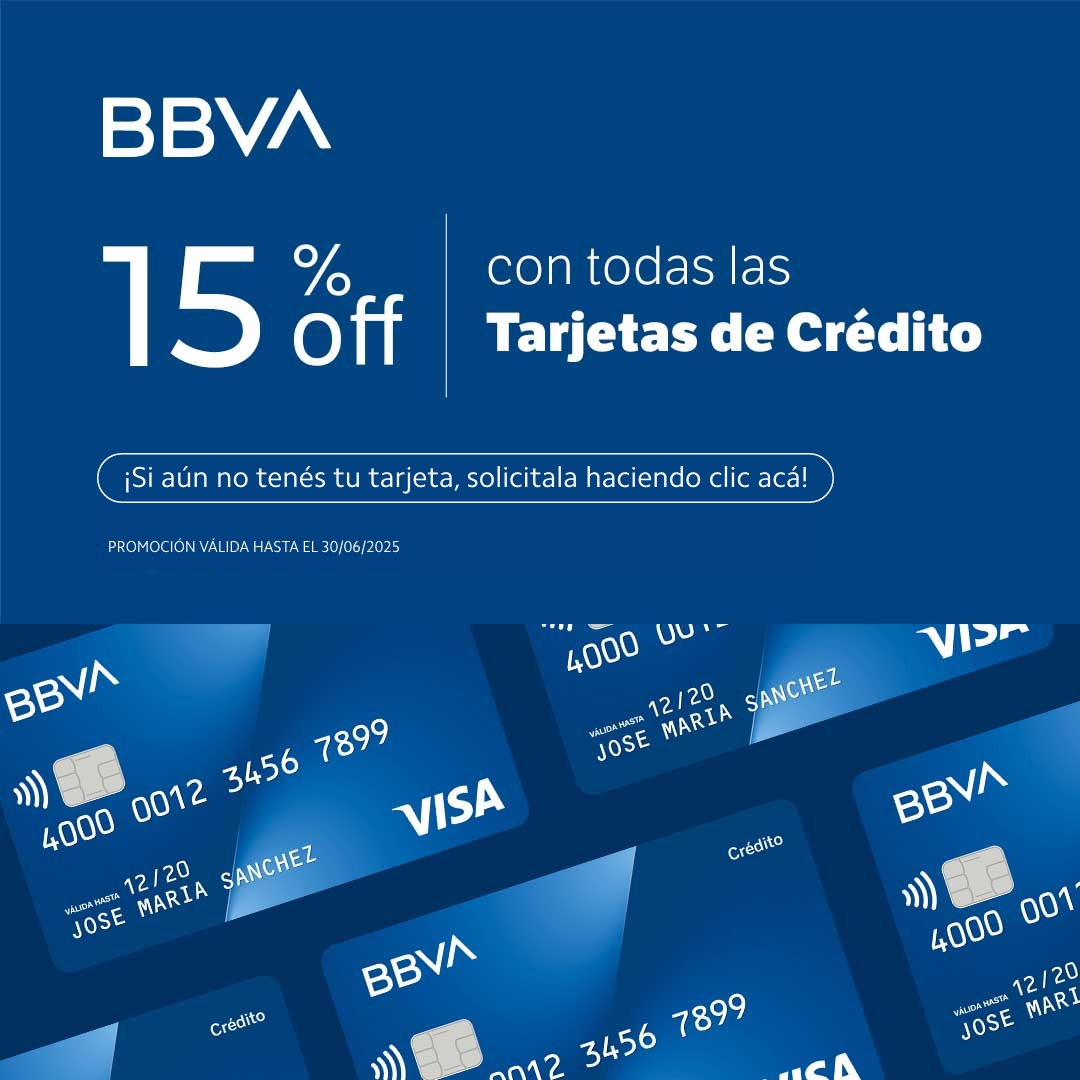 BBVA
15 % off
con todas las
Tarjetas de Crédito
¡Si aún no tenés tu tarjeta, solicitala haciendo clic acá!
PROMOCIÓN VÁLIDA HASTA EL 30/06/2025
BBVA
4000 0012 3456 7899
VISA
VÁLIDA HASTA 12/20
JOSE MARIA SANCHEZ
4000
VISA
VÁLIDA HASTA 12/20
JOSE MARIA SANCHEZ
BBVA
4000 001
VÁLIDA HASTA 12/20
JOSE MARI
Crédito
BBVA
0012 3456 7899
VISA
Crédito